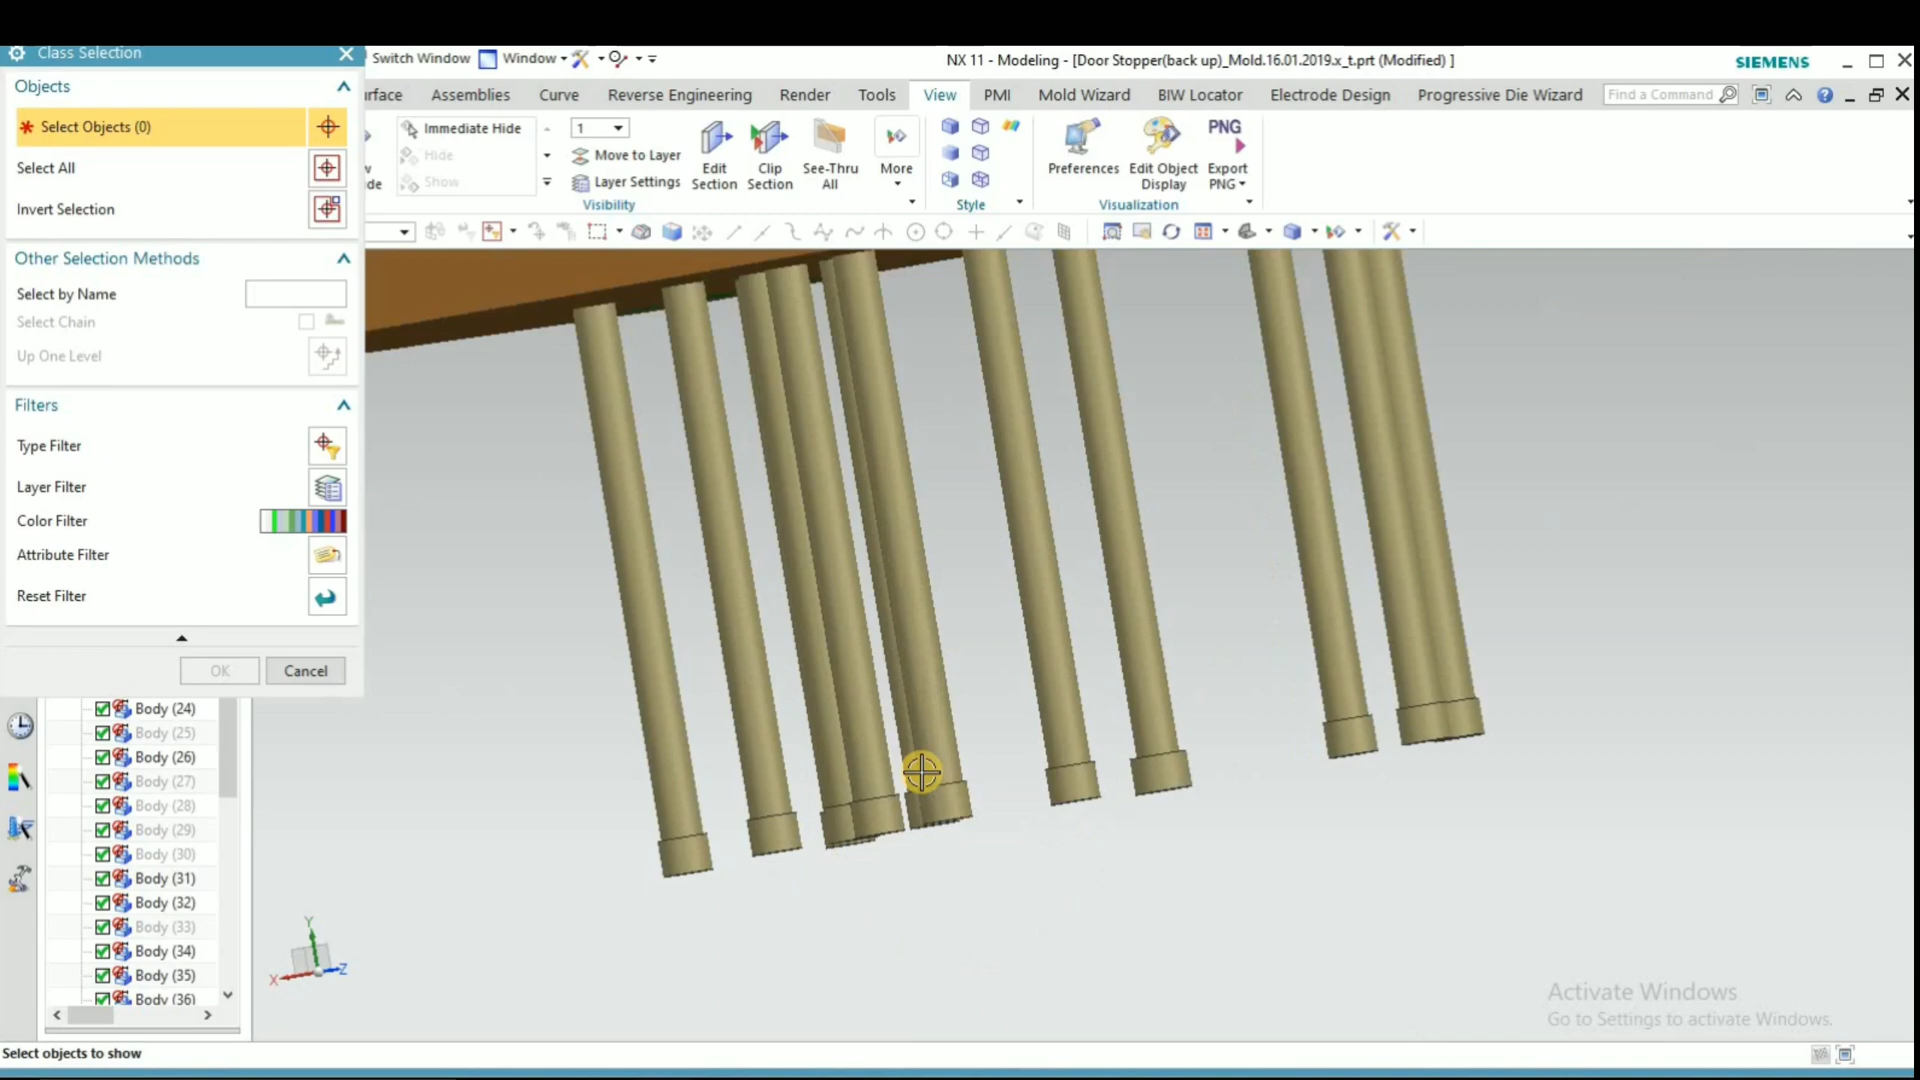 Class Selection
Switch Window
Window
NX 11 - Modeling - [Door Stopper(back up)_Mold.16.01.2019.x_t.prt (Modified) ]
SIEMENS
Objects
Select Objects (0)
Select All
Invert Selection
Other Selection Methods
Select by Name
Select Chain
Up One Level
Filters
Type Filter
Layer Filter
Color Filter
Attribute Filter
Reset Filter
OK
Cancel
rface
Assemblies
Curve
Reverse Engineering
Render
Tools
View
PMI
Mold Wizard
BIW Locator
Electrode Design
Progressive Die Wizard
Find a Command
w
de
Immediate Hide
Hide
Show
1
Move to Layer
Layer Settings
Visibility
Edit
Section
Clip
Section
See-Thru
All
More
Style
Preferences
Edit Object
Display
PNG
Export
PNG
Visualization
Body (24)
Body (25)
Body (26)
Body (27)
Body (28)
Body (29)
Body (30)
Body (31)
Body (32)
Body (33)
Body (34)
Body (35)
Body (36)
Y
X
Z
Activate Windows
Go to Settings to activate Windows.
Select objects to show